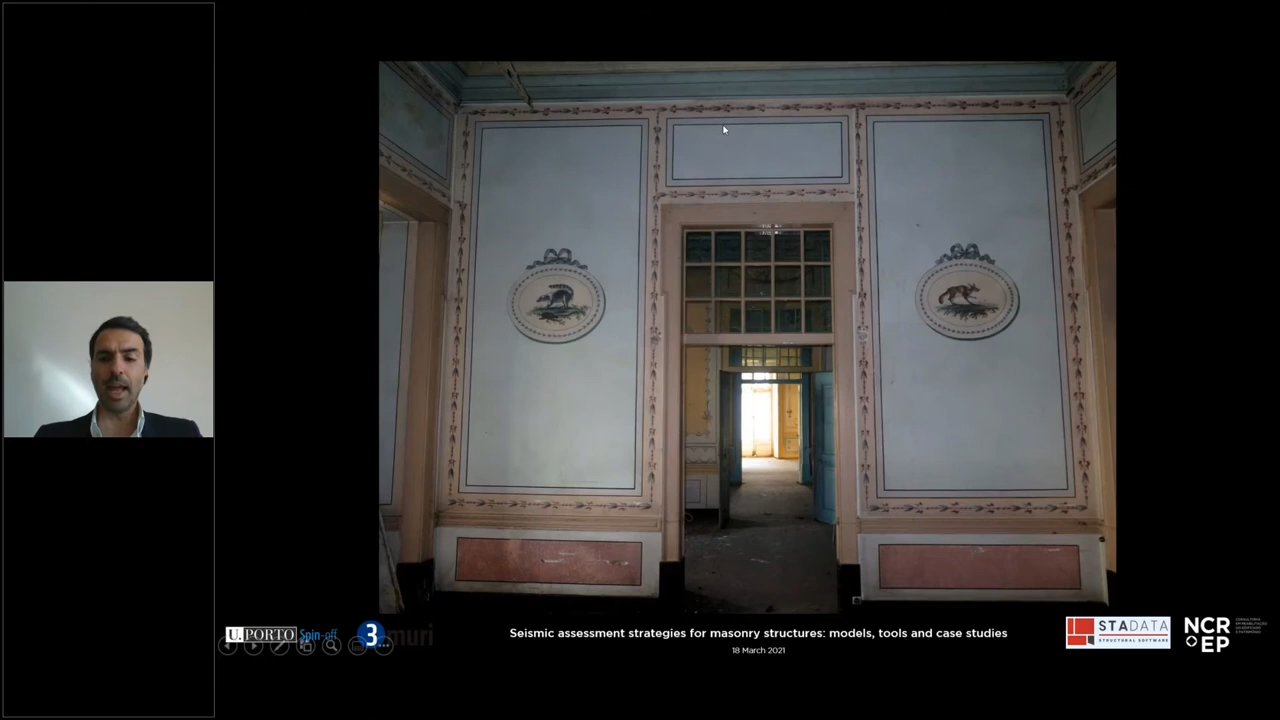 U.PORTO Spin-off
3muri
Seismic assessment strategies for masonry structures: models, tools and case studies
18 March 2021
STADATA
STRUCTURAL SOFTWARE
NCR
EP